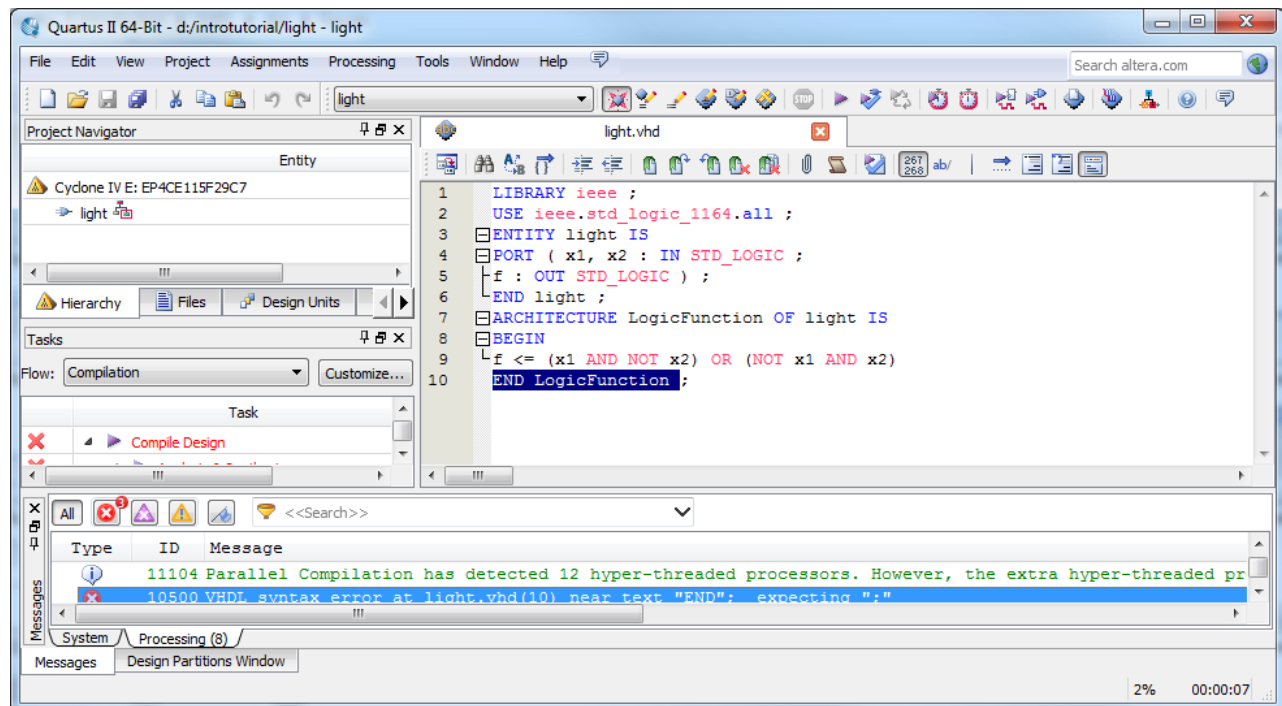 Quartus II 64-Bit - d:/introtutorial/light - light
File Edit View Project Assignments Processing Tools Window Help
Search altera.com
light
STOP
Project Navigator
Entity
Cyclone IV E: EP4CE115F29C7
light
Hierarchy Files Design Units
Tasks
Flow: Compilation Customize...
Task
Compile Design
light.vhd
267
268 ab/
1 LIBRARY ieee ;
2 USE ieee.std_logic_1164.all ;
3 ENTITY light IS
4 PORT ( x1, x2 : IN STD_LOGIC ;
5 f : OUT STD_LOGIC ) ;
6 END light ;
7 ARCHITECTURE LogicFunction OF light IS
8 BEGIN
9 f <= (x1 AND NOT x2) OR (NOT x1 AND x2)
10 END LogicFunction ;
All 3 <<Search>>
Type ID Message
11104 Parallel Compilation has detected 12 hyper-threaded processors. However, the extra hyper-threaded pr
10500 VHDL syntax error at light.vhd(10) near text "END"; expecting ";"
Messages
System Processing (8)
Messages Design Partitions Window
2% 00:00:07